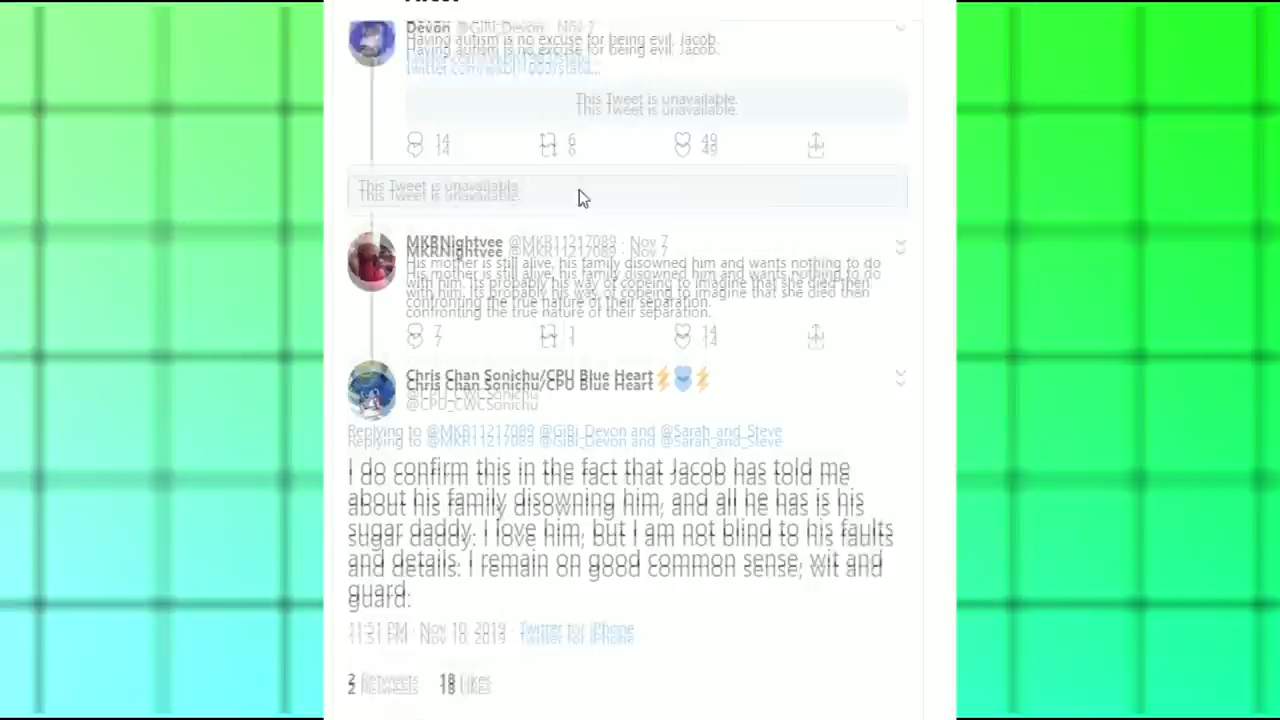 Devon @GiBi_Devon · Nov 7
Having autism is no excuse for being evil, Jacob.
This Tweet is unavailable.
14 6 49
This Tweet is unavailable.
MKRNightvee @MKR11217089 · Nov 7
His mother is still alive, his family disowned him and wants nothing to do
with him. Its probably his way of copeing to imagine that she died then
confronting the true nature of their separation.
7 1 14
Chris Chan Sonichu/CPU Blue Heart⚡💙⚡
@CPU_CWCSonichu
Replying to @MKR11217089 @GiBi_Devon and @Sarah_and_Steve
I do confirm this in the fact that Jacob has told me
about his family disowning him, and all he has is his
sugar daddy. I love him, but I am not blind to his faults
and details. I remain on good common sense, wit and
guard.
11:51 PM · Nov 10, 2019 · Twitter for iPhone
2 Retweets 18 Likes